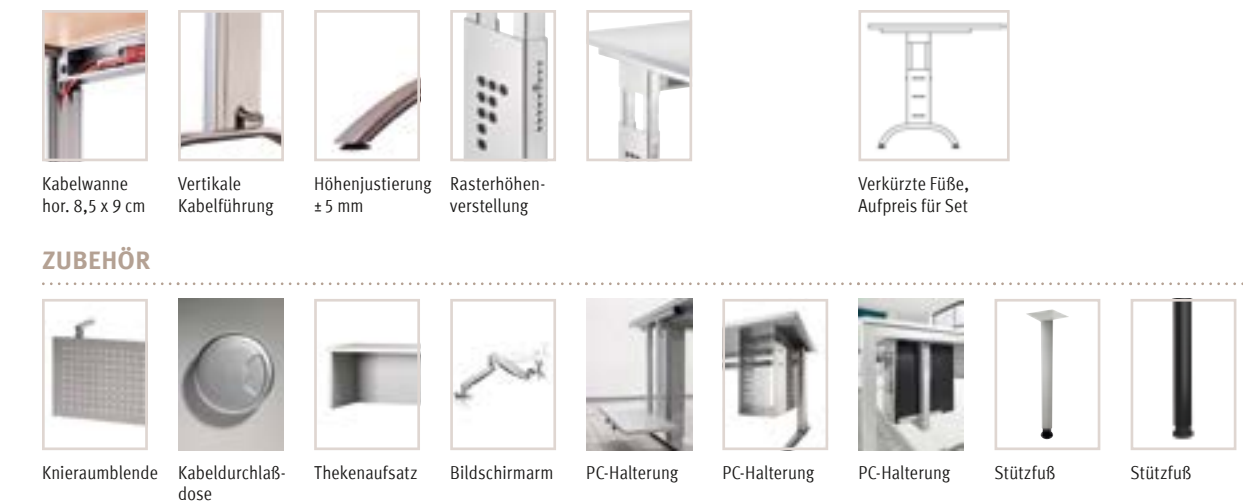 Kabelwanne
hor. 8,5 x 9 cm
Vertikale
Kabelführung
Höhenjustierung
± 5 mm
Rasterhöhen-
verstellung
Verkürzte Füße,
Aufpreis für Set
ZUBEHÖR
Knieraumblende
Kabeldurchlaß-
dose
Thekenaufsatz
Bildschirmarm
PC-Halterung
PC-Halterung
PC-Halterung
Stützfuß
Stützfuß